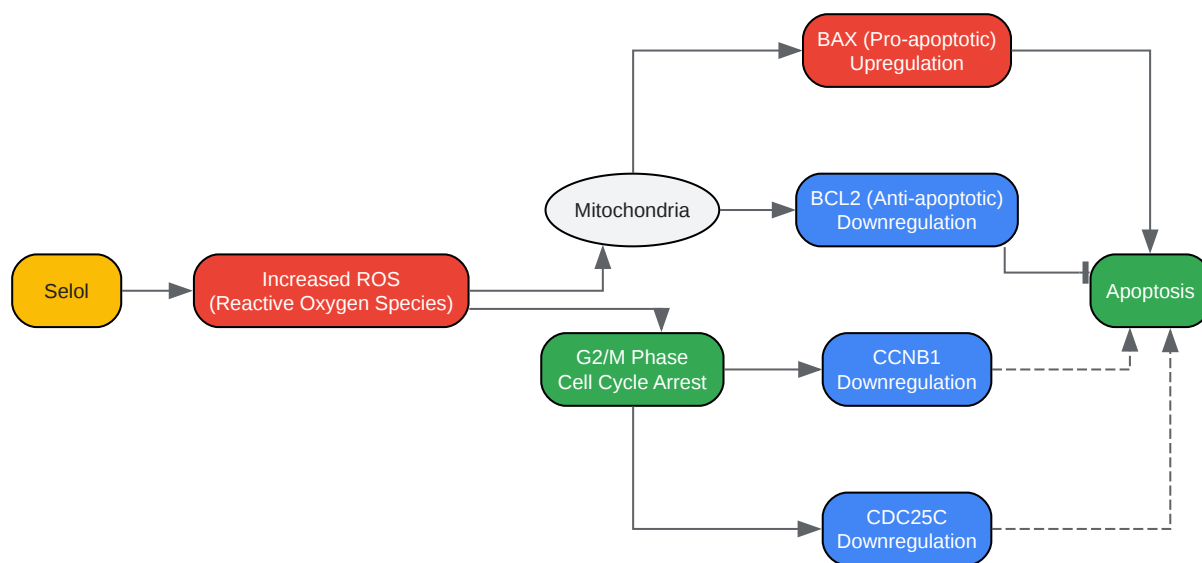 BAX (Pro-apoptotic)
Upregulation
Mitochondria
BCL2 (Anti-apoptotic)
Downregulation
Selol
Increased ROS
(Reactive Oxygen Species)
Apoptosis
G2/M Phase
Cell Cycle Arrest
CCNB1
Downregulation
CDC25C
Downregulation